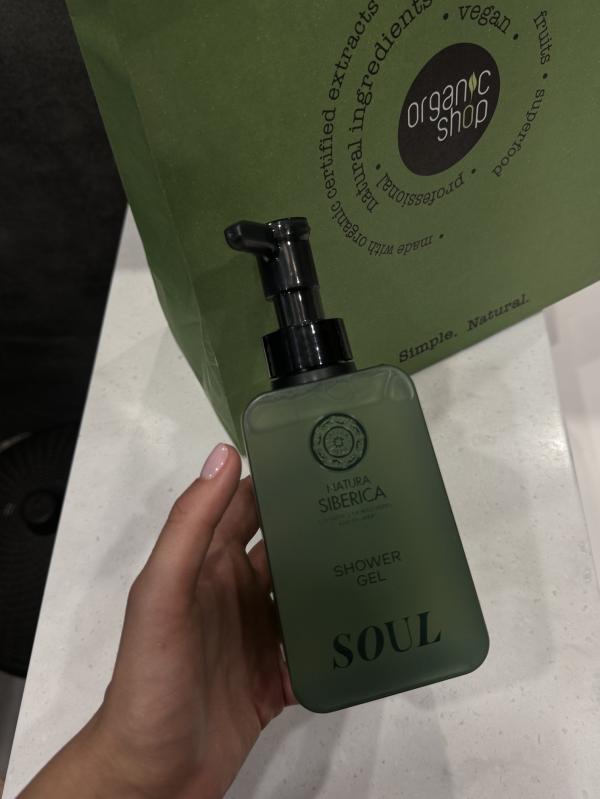 made with organic certified extracts
natural ingredients • vegan •
fruits • superfood
• professional •
organic
shop
Simple. Natural.
NATURA
SIBERICA
SHOWER
GEL
SOUL